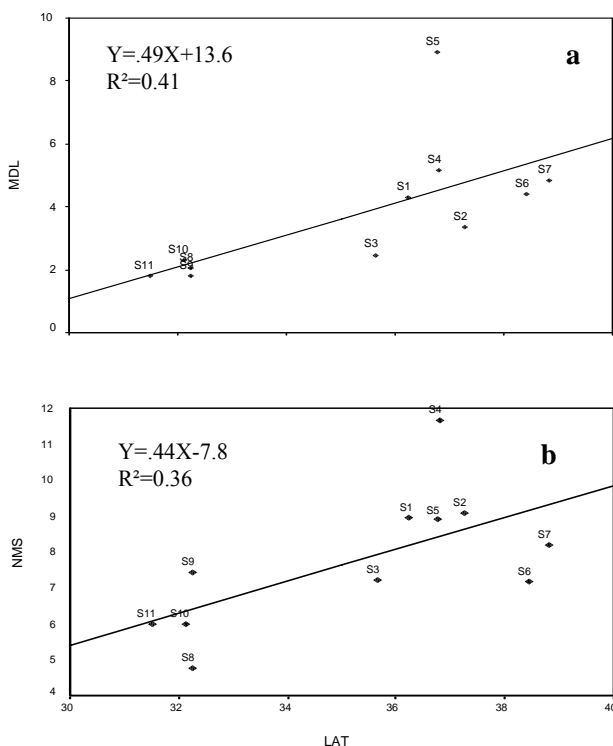 10
S5
Y=.49X+13.6
a
R²=0.41
8
6
S4
S7
S1
S6
MDL
4
S2
S3
S10
S8
S11
S9
2
0
12
S4
Y=.44X-7.8
b
11
R²=0.36
10
S1
S2
S5
9
S7
NMS
8
S9
S3
S6
7
S11
S10
6
S8
5
4
30
32
34
36
38
40
LAT